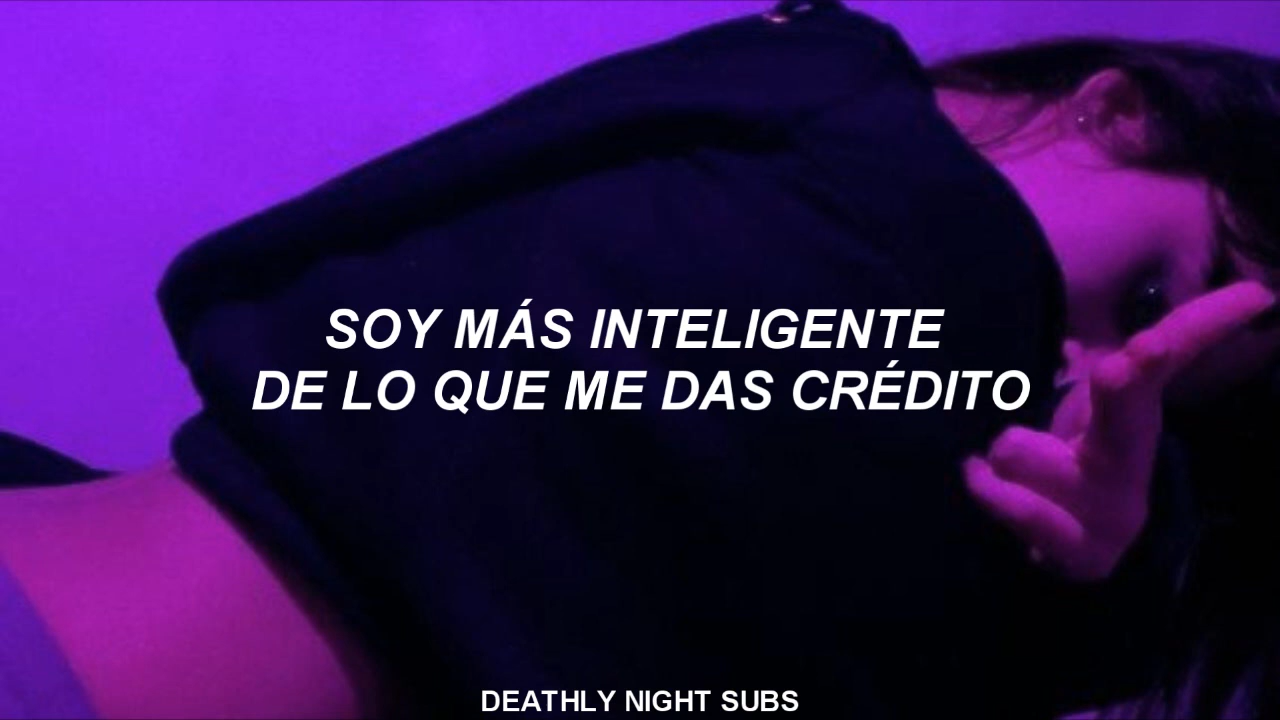 SOY MÁS INTELIGENTE
DE LO QUE ME DAS CRÉDITO
DEATHLY NIGHT SUBS